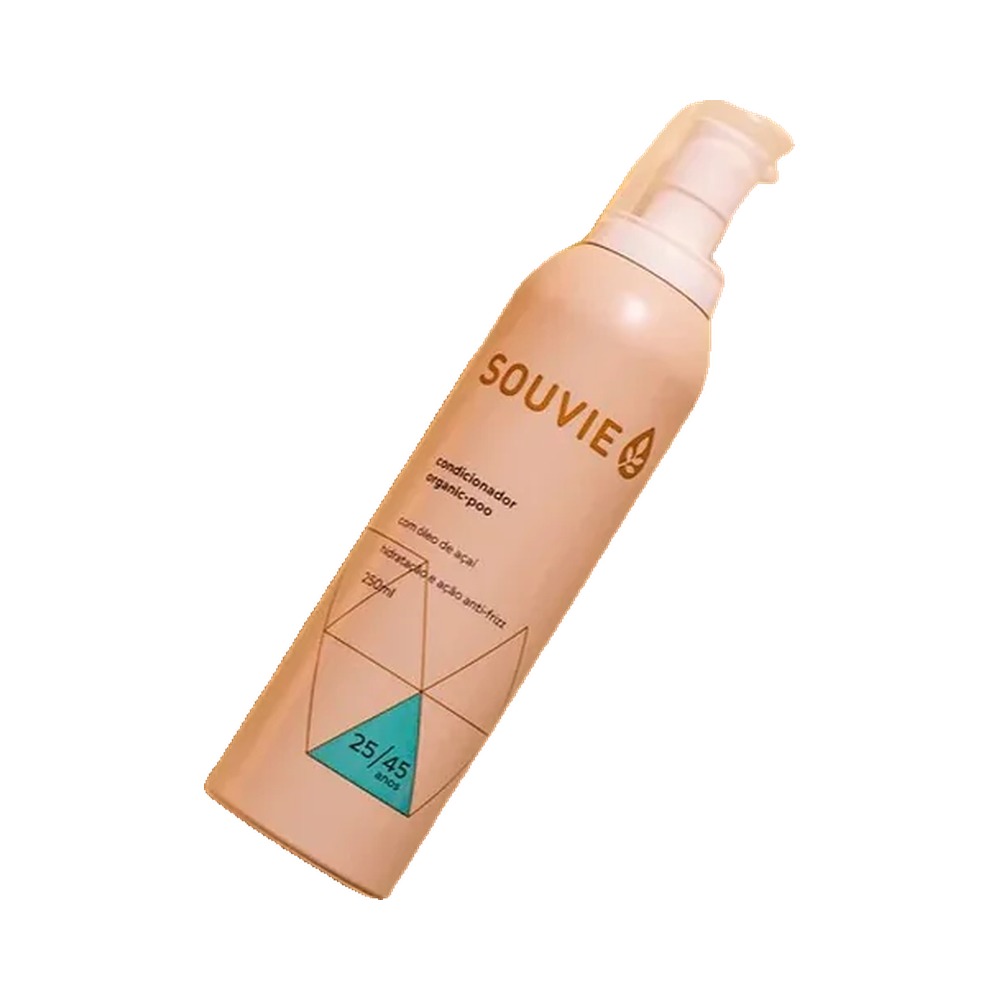 SOUVIE
condicionador
organic-poo
com óleo de açaí
hidratação e ação anti-frizz
250ml
25/45
anos